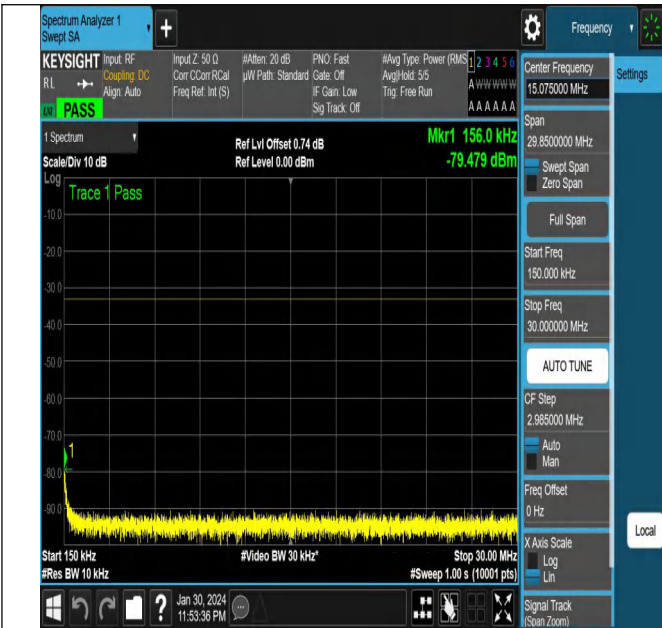 Spectrum Analyzer 1
Swept SA
Frequency
KEYSIGHT
RL
PASS
Input: RF
Coupling: DC
Align: Auto
Input Z: 50 Ω
Corr CCorr RCal
Freq Ref: Int (S)
#Atten: 20 dB
µW Path: Standard
PNO: Fast
Gate: Off
IF Gain: Low
Sig Track: Off
#Avg Type: Power (RMS
Avg|Hold: 5/5
Trig: Free Run
1 2 3 4 5 6
A W W W W W
A A A A A A
1 Spectrum
Scale/Div 10 dB
Log
Ref Lvl Offset 0.74 dB
Ref Level 0.00 dBm
Mkr1 156.0 kHz
-79.479 dBm
Trace 1 Pass
-10.0
-20.0
-30.0
-40.0
-50.0
-60.0
-70.0
1
-80.0
-90.0
Start 150 kHz
#Res BW 10 kHz
#Video BW 30 kHz*
Stop 30.00 MHz
#Sweep 1.00 s (10001 pts)
?
Jan 30, 2024
11:53:36 PM
Center Frequency
15.075000 MHz
Span
29.8500000 MHz
Swept Span
Zero Span
Full Span
Start Freq
150.000 kHz
Stop Freq
30.000000 MHz
AUTO TUNE
CF Step
2.985000 MHz
Auto
Man
Freq Offset
0 Hz
X Axis Scale
Log
Lin
Signal Track
(Span Zoom)
Settings
Local